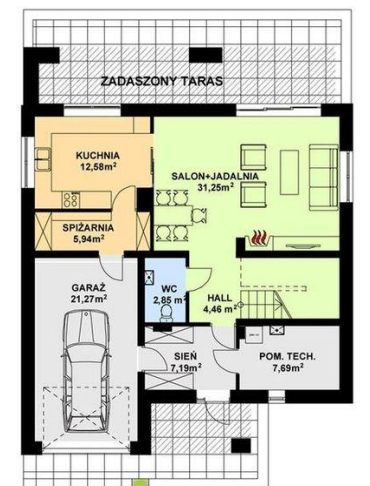 ZADASZONY TARAS
KUCHNIA
12,58m²
SALON+JADALNIA
31,25m²
SPIŻARNIA
5,94m²
GARAŻ
21,27m²
WC
2,85 m²
HALL
4,46 m²
SIEŃ
7,19m²
POM. TECH.
7,69m²